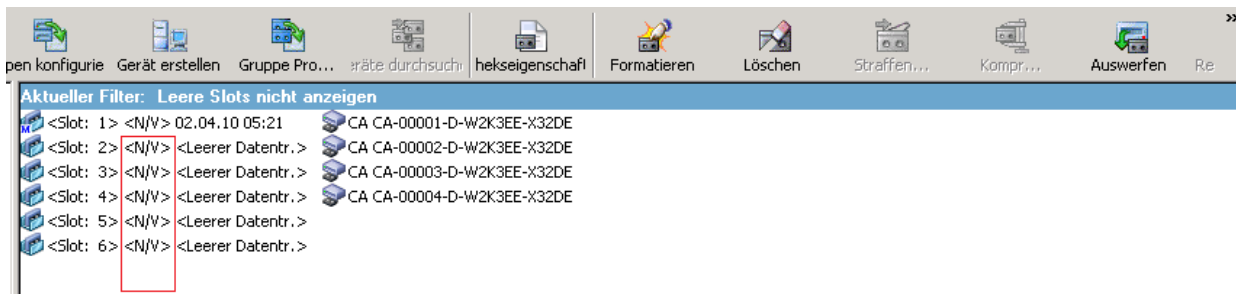 »
pen konfigurie Gerät erstellen Gruppe Pro... eräte durchsuch hekseigenschaft Formatieren Löschen Straffen... Kompr... Auswerfen Re
Aktueller Filter: Leere Slots nicht anzeigen
<Slot: 1> <N/V> 02.04.10 05:21 CA CA-00001-D-W2K3EE-X32DE
<Slot: 2> <N/V> <Leerer Datentr.> CA CA-00002-D-W2K3EE-X32DE
<Slot: 3> <N/V> <Leerer Datentr.> CA CA-00003-D-W2K3EE-X32DE
<Slot: 4> <N/V> <Leerer Datentr.> CA CA-00004-D-W2K3EE-X32DE
<Slot: 5> <N/V> <Leerer Datentr.>
<Slot: 6> <N/V> <Leerer Datentr.>